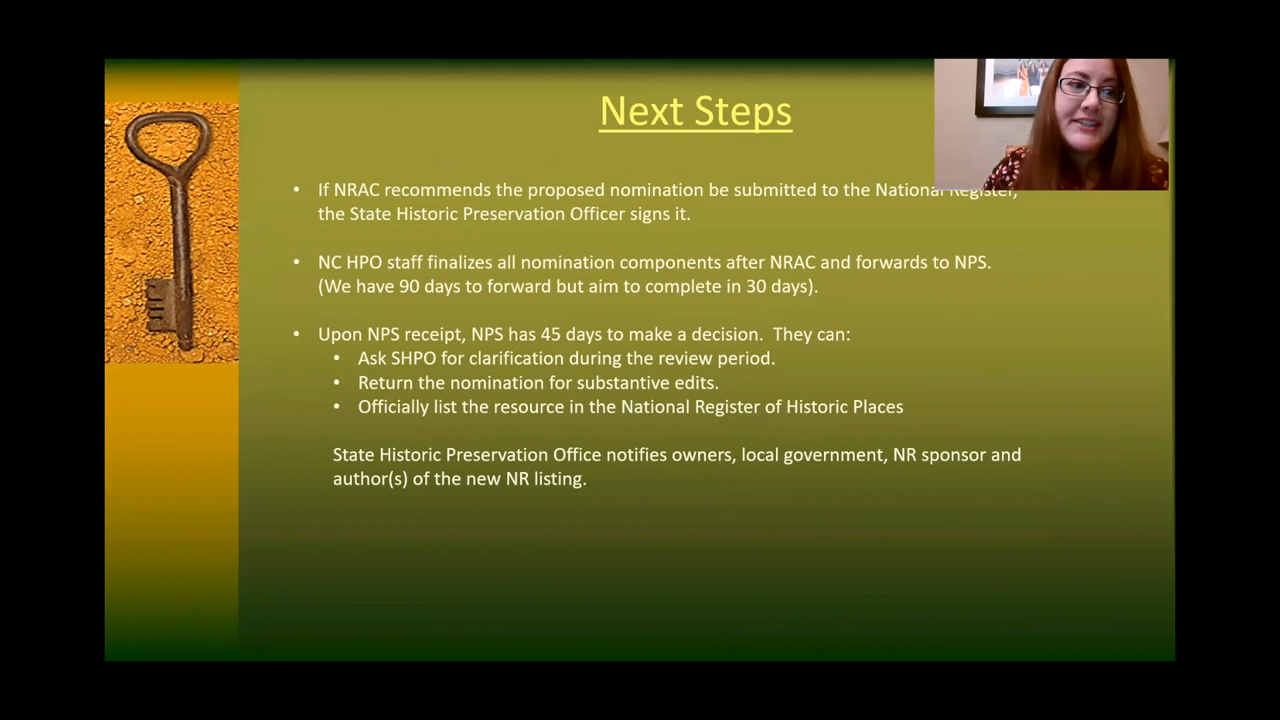 Next Steps
• If NRAC recommends the proposed nomination be submitted to the National Register,
the State Historic Preservation Officer signs it.
• NC HPO staff finalizes all nomination components after NRAC and forwards to NPS.
(We have 90 days to forward but aim to complete in 30 days).
• Upon NPS receipt, NPS has 45 days to make a decision. They can:
• Ask SHPO for clarification during the review period.
• Return the nomination for substantive edits.
• Officially list the resource in the National Register of Historic Places
State Historic Preservation Office notifies owners, local government, NR sponsor and
author(s) of the new NR listing.